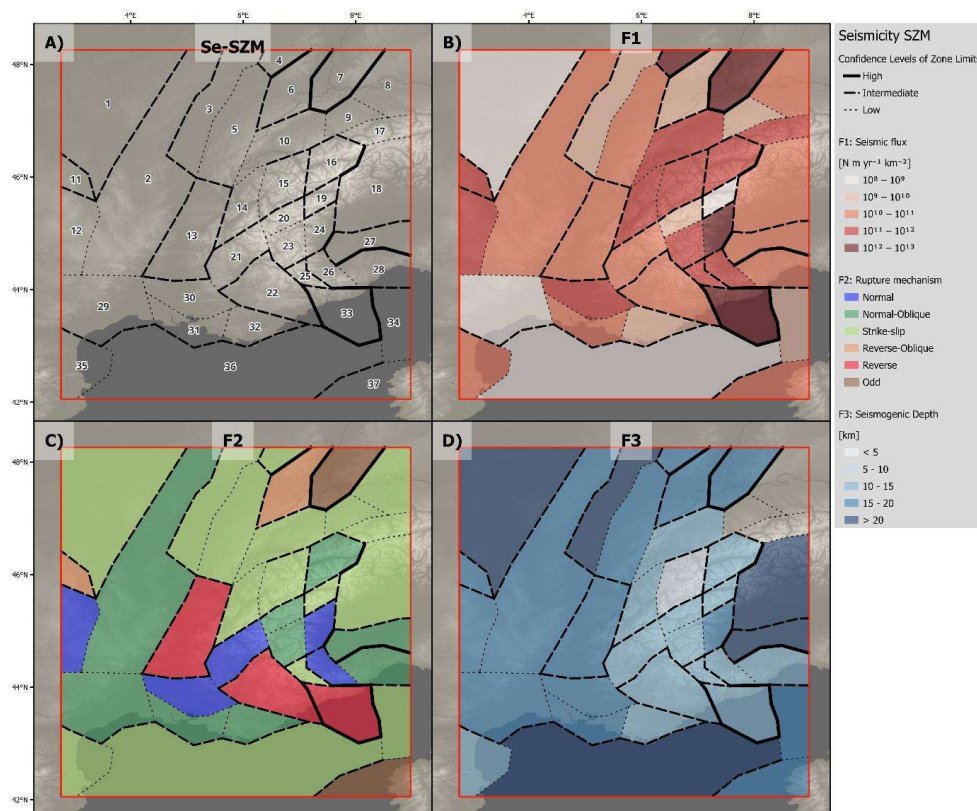 4°E 6°E 8°E 4°E 6°E 8°E
A) Se-SZM B) F1
48°N
46°N
44°N
42°N
1
2
3
4
5
6
7
8
9
10
11
12
13
14
15
16
17
18
19
20
21
22
23
24
25
26
27
28
29
30
31
32
33
34
35
36
37
C) F2 D) F3
48°N
46°N
44°N
42°N
Seismicity SZM
Confidence Levels of Zone Limit
High
Intermediate
Low
F1: Seismic flux
[N m yr⁻¹ km⁻²]
10⁸ – 10⁹
10⁹ – 10¹⁰
10¹⁰ – 10¹¹
10¹¹ – 10¹²
10¹² – 10¹³
F2: Rupture mechanism
Normal
Normal-Oblique
Strike-slip
Reverse-Oblique
Reverse
Odd
F3: Seismogenic Depth
[km]
< 5
5 - 10
10 - 15
15 - 20
> 20